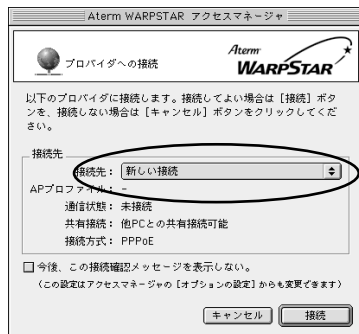 Aterm WARPSTAR アクセスマネージャ
プロバイダへの接続
Aterm
WARPSTAR
以下のプロバイダに接続します。接続してよい場合は［接続］ボタ
ンを、接続しない場合は［キャンセル］ボタンをクリックしてくだ
さい。
接続先
接続先： 新しい接続
APプロファイル： -
通信状態： 未接続
共有接続： 他PCとの共有接続可能
接続方式： PPPoE
今後、この接続確認メッセージを表示しない。
（この設定はアクセスマネージャの［オプションの設定］からも変更できます）
キャンセル 接続